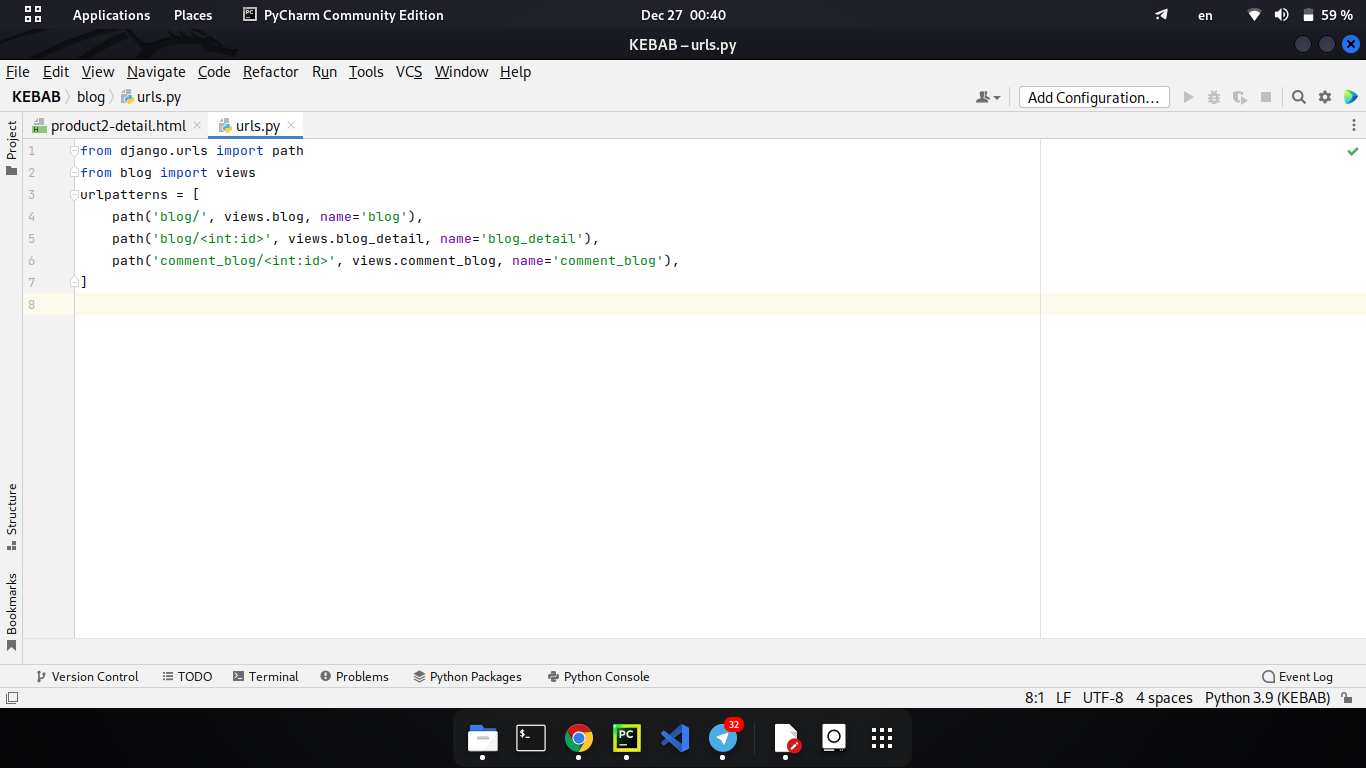 Applications Places PyCharm Community Edition Dec 27 00:40 en 59 %
KEBAB – urls.py
File Edit View Navigate Code Refactor Run Tools VCS Window Help
KEBAB blog urls.py Add Configuration...
product2-detail.html urls.py
Project
Structure
Bookmarks
1 from django.urls import path
2 from blog import views
3 urlpatterns = [
4     path('blog/', views.blog, name='blog'),
5     path('blog/<int:id>', views.blog_detail, name='blog_detail'),
6     path('comment_blog/<int:id>', views.comment_blog, name='comment_blog'),
7 ]
8
Version Control TODO Terminal Problems Python Packages Python Console Event Log
8:1 LF UTF-8 4 spaces Python 3.9 (KEBAB)
$_ PC 32